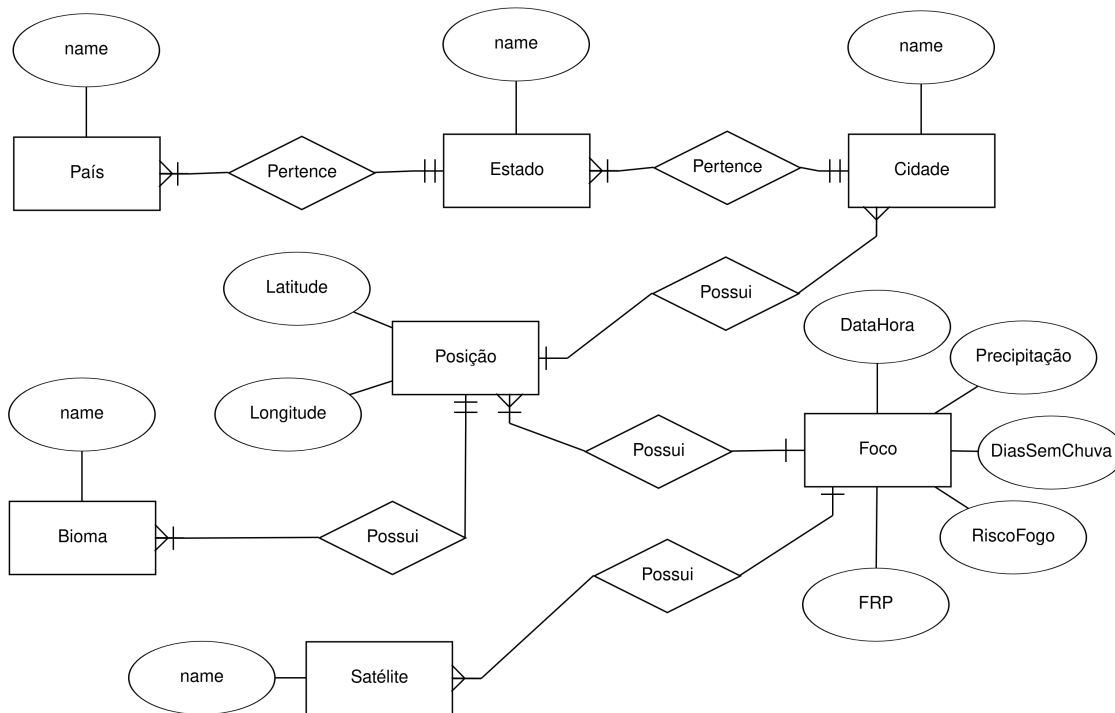 name
name
name
País
Pertence
Estado
Pertence
Cidade
Latitude
Possui
DataHora
Posição
Precipitação
name
Longitude
Possui
Foco
DiasSemChuva
Bioma
Possui
RiscoFogo
Possui
FRP
name
Satélite